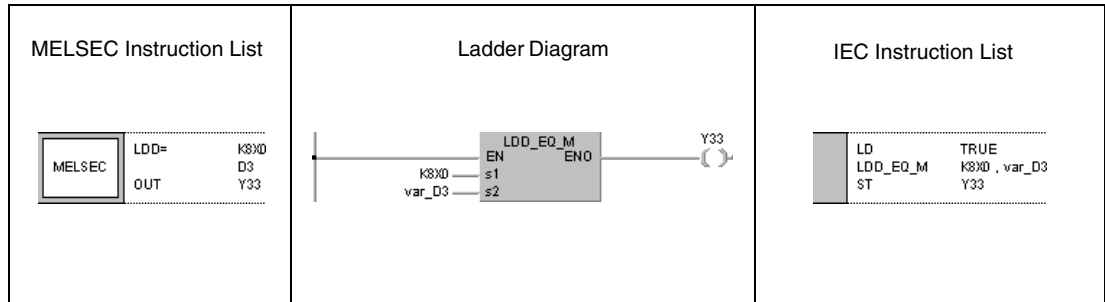 MELSEC Instruction List
MELSEC
LDD= K8X0
D3
OUT Y33
Ladder Diagram
LDD_EQ_M
EN ENO
Y33
K8X0 s1
var_D3 s2
IEC Instruction List
LD TRUE
LDD_EQ_M K8X0 , var_D3
ST Y33